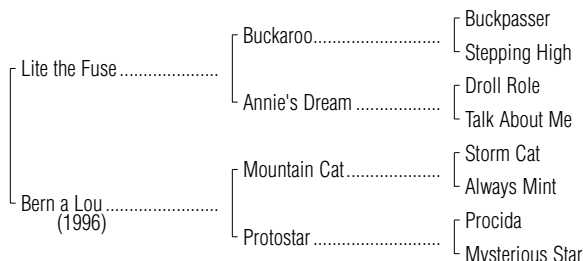 Buckpasser
Buckaroo
Stepping High
Lite the Fuse
Droll Role
Annie's Dream
Talk About Me
Storm Cat
Mountain Cat
Always Mint
Bern a Lou
(1996)
Procida
Protostar
Mysterious Star